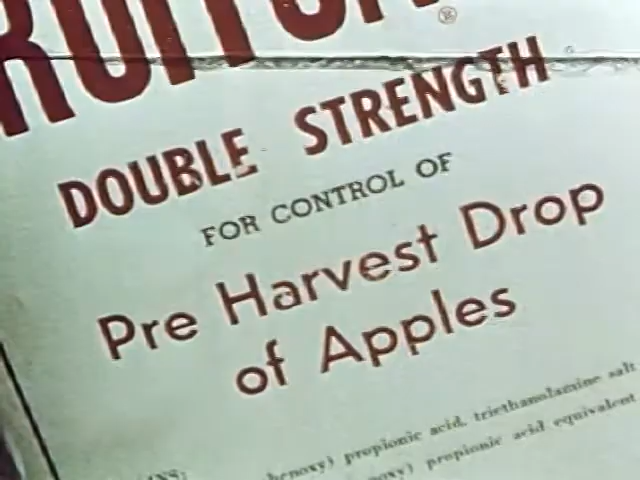 ®
DOUBLE STRENGTH
FOR CONTROL OF
Pre Harvest Drop
of Apples
propionic acid, triethanolamine salt
propionic acid equivalent